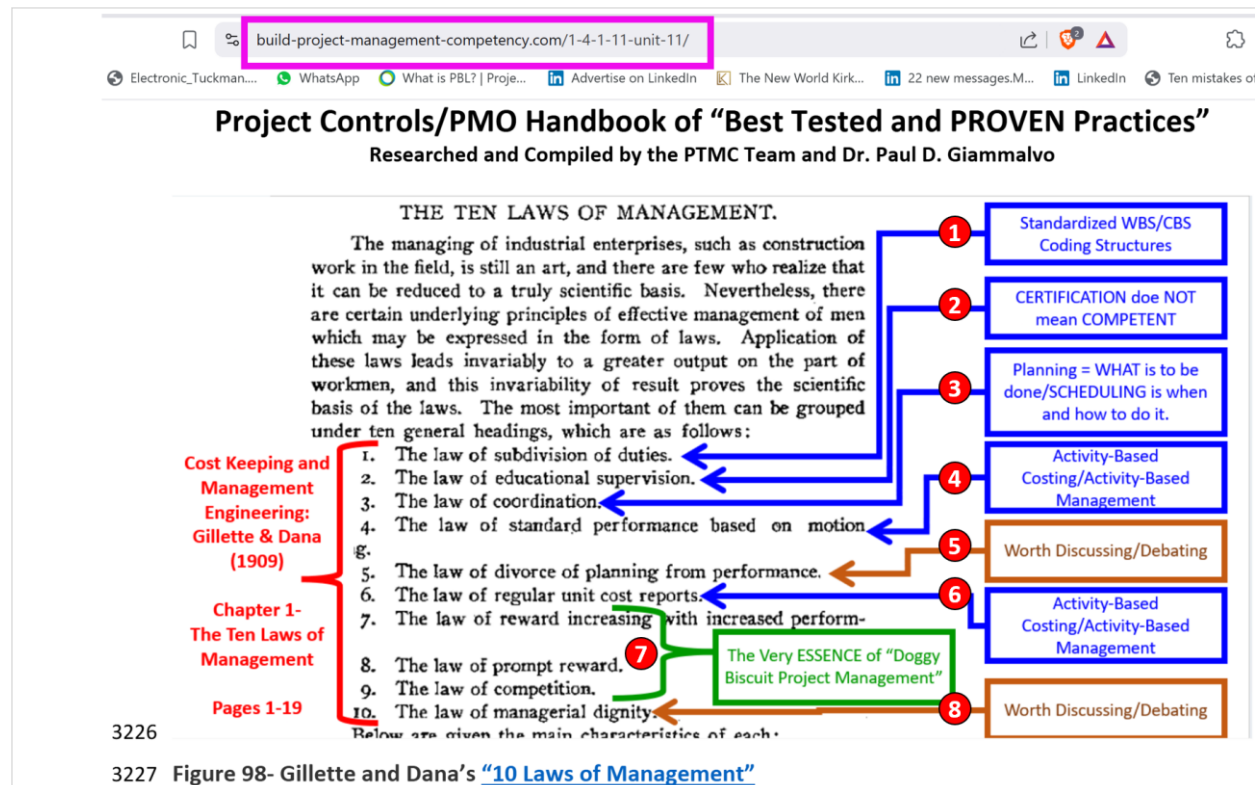 build-project-management-competency.com/1-4-1-11-unit-11/
2
Electronic_Tuckman....
WhatsApp
What is PBL? | Proje...
Advertise on LinkedIn
The New World Kirk...
22 new messages.M...
LinkedIn
Ten mistakes of
Project Controls/PMO Handbook of “Best Tested and PROVEN Practices”
Researched and Compiled by the PTMC Team and Dr. Paul D. Giammalvo
THE TEN LAWS OF MANAGEMENT.
The managing of industrial enterprises, such as construction
work in the field, is still an art, and there are few who realize that
it can be reduced to a truly scientific basis. Nevertheless, there
are certain underlying principles of effective management of men
which may be expressed in the form of laws. Application of
these laws leads invariably to a greater output on the part of
workmen, and this invariability of result proves the scientific
basis of the laws. The most important of them can be grouped
under ten general headings, which are as follows:
1. The law of subdivision of duties.
2. The law of educational supervision.
3. The law of coordination.
4. The law of standard performance based on motion
g.
5. The law of divorce of planning from performance.
6. The law of regular unit cost reports.
7. The law of reward increasing with increased perform-
8. The law of prompt reward.
9. The law of competition.
10. The law of managerial dignity.
Below are given the main characteristics of each:
Cost Keeping and
Management
Engineering:
Gillette & Dana
(1909)
Chapter 1-
The Ten Laws of
Management
Pages 1-19
1
Standardized WBS/CBS
Coding Structures
2
CERTIFICATION doe NOT
mean COMPETENT
3
Planning = WHAT is to be
done/SCHEDULING is when
and how to do it.
4
Activity-Based
Costing/Activity-Based
Management
5
Worth Discussing/Debating
6
Activity-Based
Costing/Activity-Based
Management
7
The Very ESSENCE of “Doggy
Biscuit Project Management”
8
Worth Discussing/Debating
3226
3227 Figure 98- Gillette and Dana’s “10 Laws of Management”